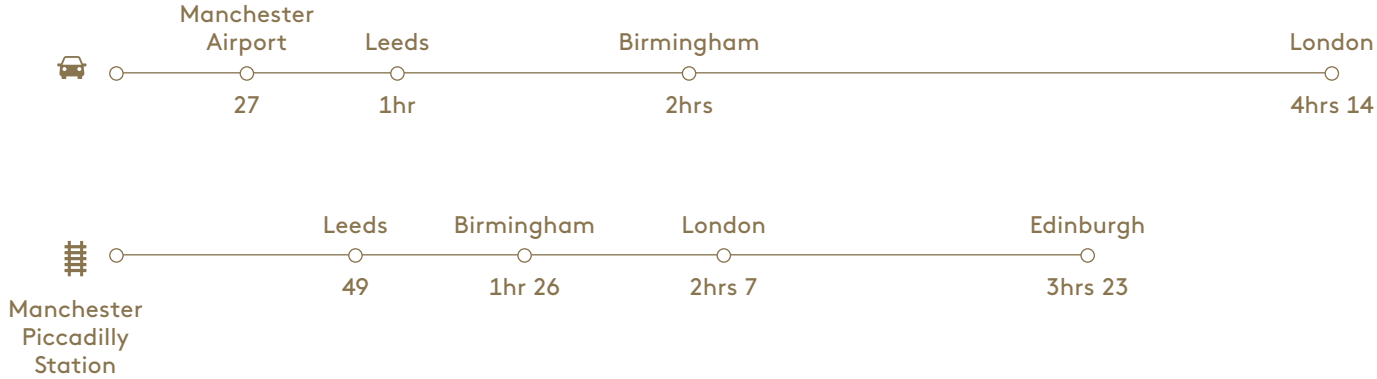 Manchester
Airport
Leeds
Birmingham
London
27
1hr
2hrs
4hrs 14
Leeds
Birmingham
London
Edinburgh
49
1hr 26
2hrs 7
3hrs 23
Manchester
Piccadilly
Station